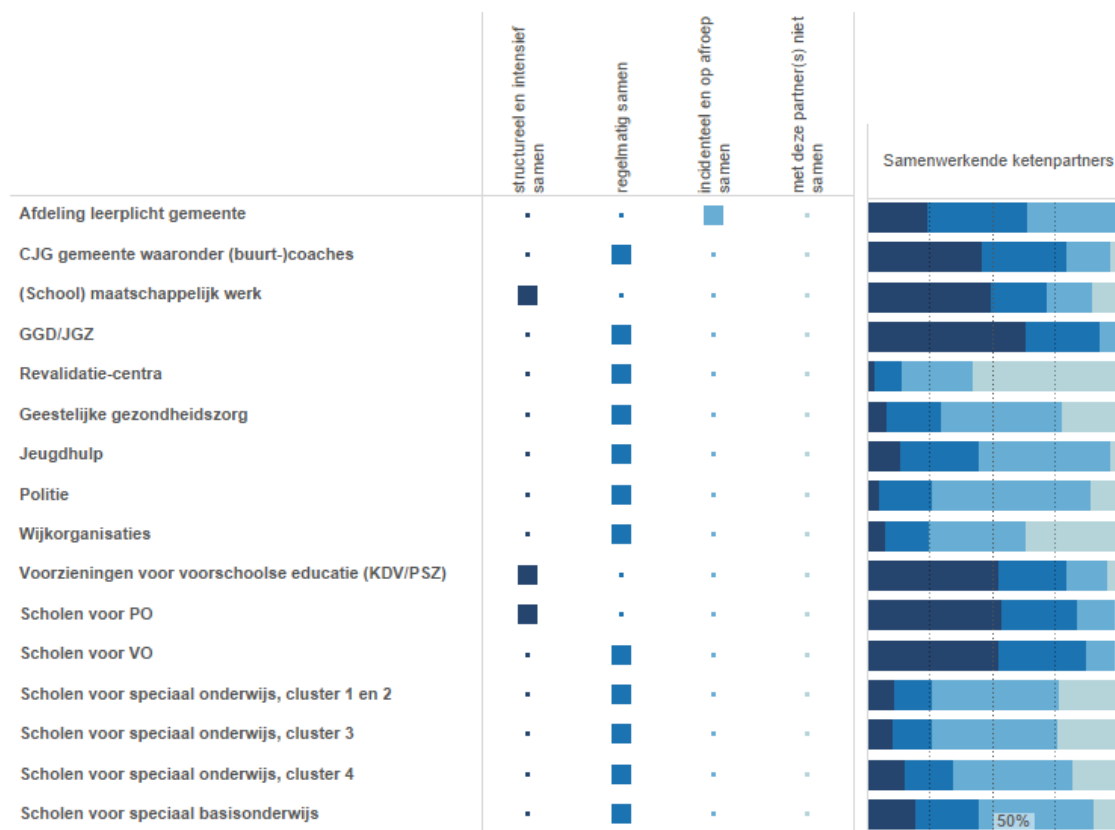 structureel en intensief
samen
regelmatig samen
incidenteel en op afroep
samen
met deze partner(s) niet
samen
Samenwerkende ketenpartners
Afdeling leerplicht gemeente
CJG gemeente waaronder (buurt-)coaches
(School) maatschappelijk werk
GGD/JGZ
Revalidatie-centra
Geestelijke gezondheidszorg
Jeugdhulp
Politie
Wijkorganisaties
Voorzieningen voor voorschoolse educatie (KDV/PSZ)
Scholen voor PO
Scholen voor VO
Scholen voor speciaal onderwijs, cluster 1 en 2
Scholen voor speciaal onderwijs, cluster 3
Scholen voor speciaal onderwijs, cluster 4
Scholen voor speciaal basisonderwijs
50%